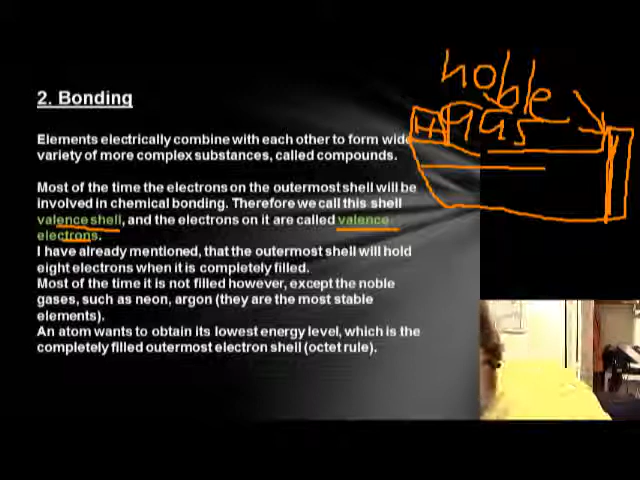 2. Bonding
noble
gas
H
Elements electrically combine with each other to form wide
variety of more complex substances, called compounds.
Most of the time the electrons on the outermost shell will be
involved in chemical bonding. Therefore we call this shell
valence shell, and the electrons on it are called valence
electrons.
I have already mentioned, that the outermost shell will hold
eight electrons when it is completely filled.
Most of the time it is not filled however, except the noble
gases, such as neon, argon (they are the most stable
elements).
An atom wants to obtain its lowest energy level, which is the
completely filled outermost electron shell (octet rule).